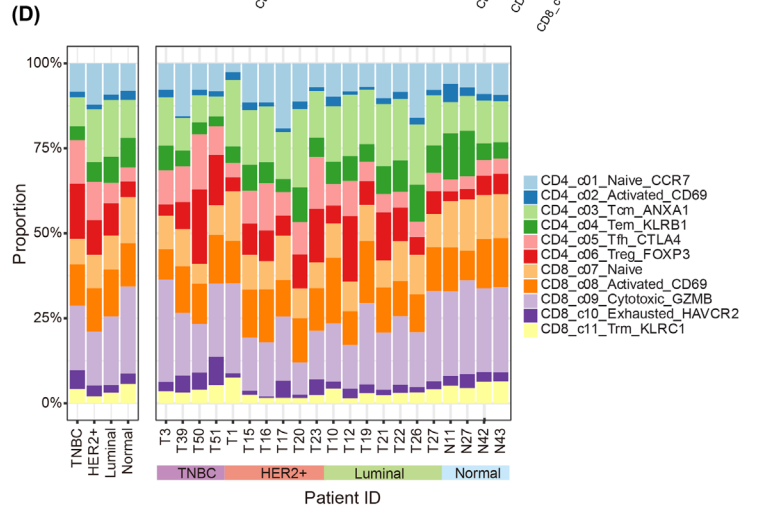 (D)
CD8_c
100%
75%
50%
25%
0%
Proportion
TNBC
HER2+
Luminal
Normal
T3
T39
T50
T51
T1
T15
T16
T17
T20
T23
T10
T12
T19
T21
T22
T26
T27
N11
N27
N42
N43
TNBC HER2+ Luminal Normal
Patient ID
CD4_c01_Naive_CCR7
CD4_c02_Activated_CD69
CD4_c03_Tcm_ANXA1
CD4_c04_Tem_KLRB1
CD4_c05_Tfh_CTLA4
CD4_c06_Treg_FOXP3
CD8_c07_Naive
CD8_c08_Activated_CD69
CD8_c09_Cytotoxic_GZMB
CD8_c10_Exhausted_HAVCR2
CD8_c11_Trm_KLRC1